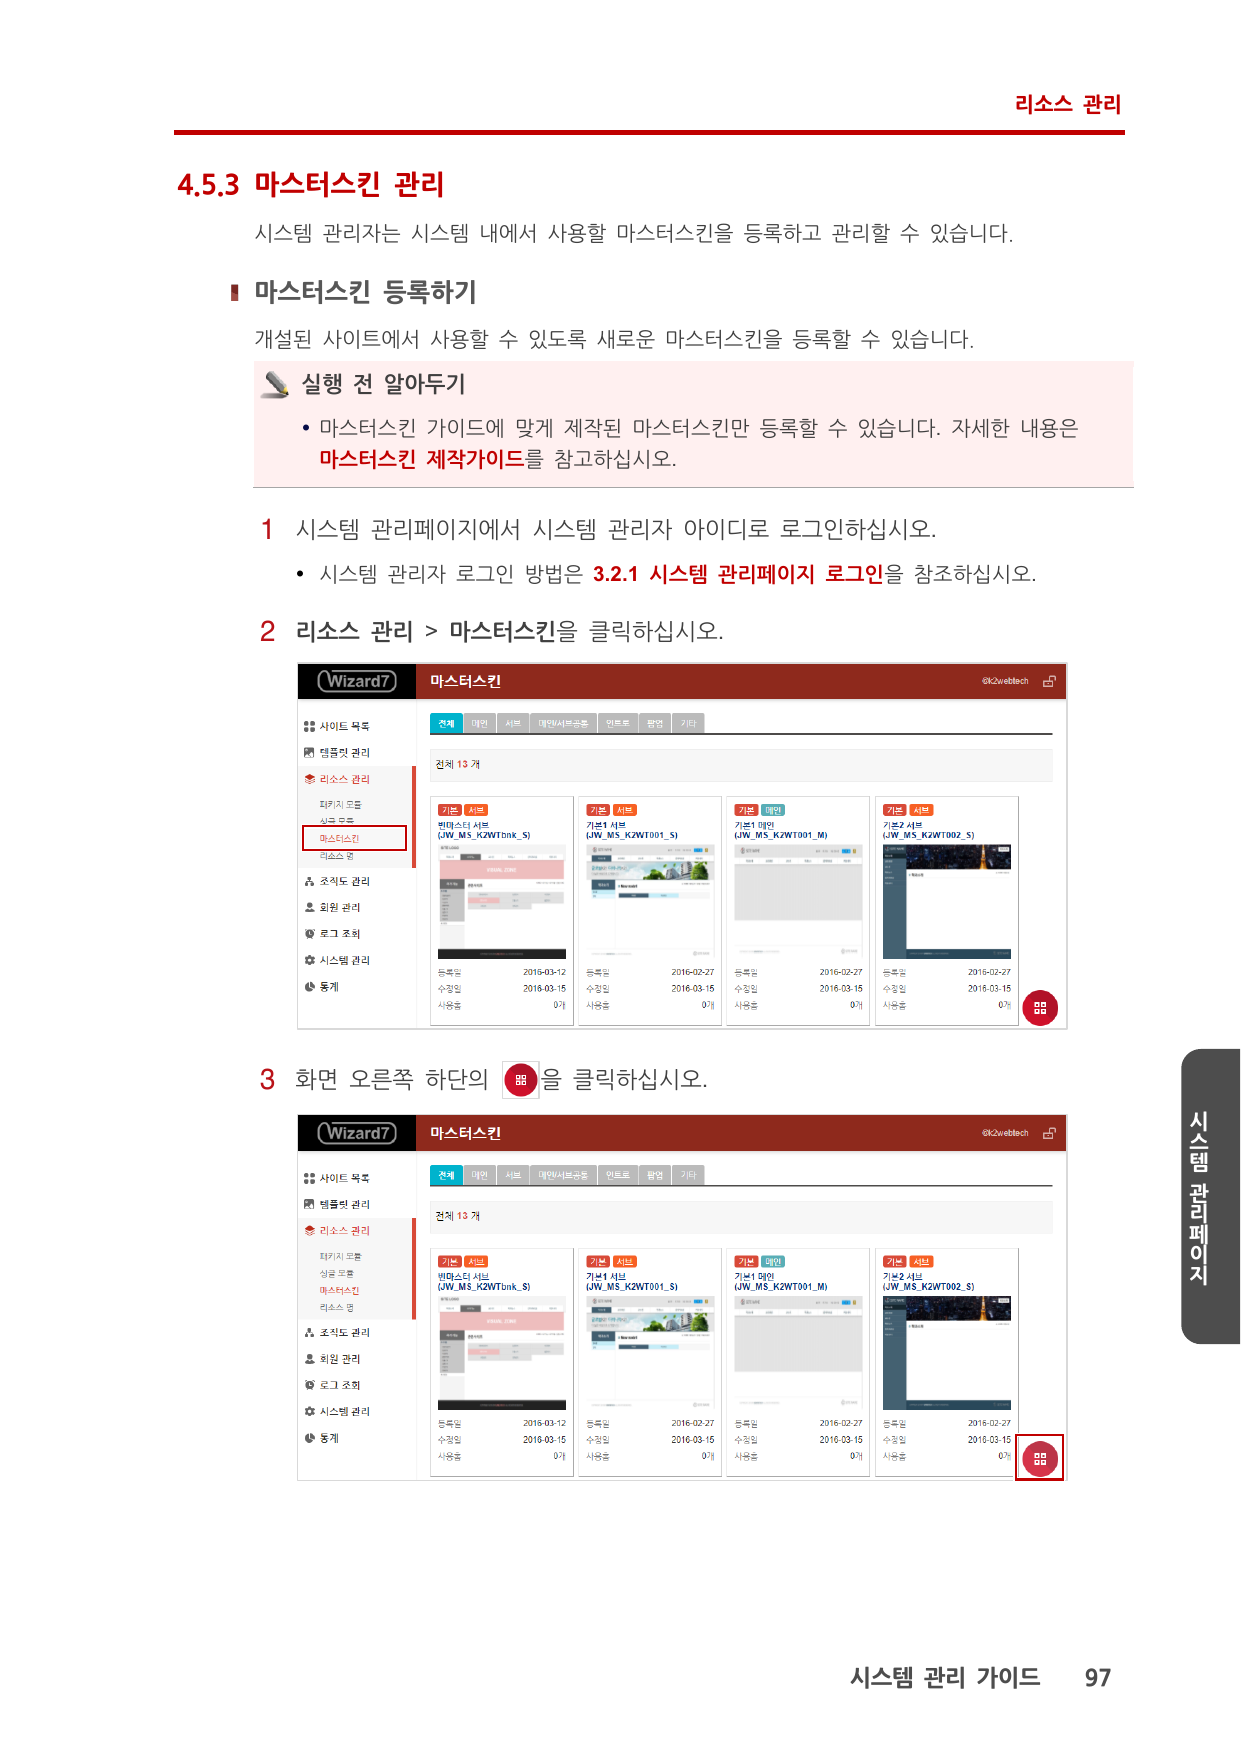 리소스 관리
4.5.3 마스터스킨 관리
시스템 관리자는 시스템 내에서 사용할 마스터스킨을 등록하고 관리할 수 있습니다.
마스터스킨 등록하기
개설된 사이트에서 사용할 수 있도록 새로운 마스터스킨을 등록할 수 있습니다.
실행 전 알아두기
• 마스터스킨 가이드에 맞게 제작된 마스터스킨만 등록할 수 있습니다. 자세한 내용은
마스터스킨 제작가이드를 참고하십시오.
1 시스템 관리페이지에서 시스템 관리자 아이디로 로그인하십시오.
• 시스템 관리자 로그인 방법은 3.2.1 시스템 관리페이지 로그인을 참조하십시오.
2 리소스 관리 > 마스터스킨을 클릭하십시오.
Wizard7 마스터스킨 @k2webtech
전체 메인 서브 메인/서브공통 인트로 팝업 기타
사이트 목록
템플릿 관리
리소스 관리
패키지 모듈
싱글 모듈
마스터스킨
리소스 명
조직도 관리
회원 관리
로그 조회
시스템 관리
통계
전체 13 개
기본 서브 기본 서브 기본 메인 기본 서브
빈마스터 서브 기본1 서브 기본1 메인 기본2 서브
(JW_MS_K2WTbnk_S) (JW_MS_K2WT001_S) (JW_MS_K2WT001_M) (JW_MS_K2WT002_S)
등록일 2016-03-12 등록일 2016-02-27 등록일 2016-02-27 등록일 2016-02-27
수정일 2016-03-15 수정일 2016-03-15 수정일 2016-03-15 수정일 2016-03-15
사용홈 0개 사용홈 0개 사용홈 0개 사용홈 0개
3 화면 오른쪽 하단의 을 클릭하십시오.
Wizard7 마스터스킨 @k2webtech
전체 메인 서브 메인/서브공통 인트로 팝업 기타
사이트 목록
템플릿 관리
리소스 관리
패키지 모듈
싱글 모듈
마스터스킨
리소스 명
조직도 관리
회원 관리
로그 조회
시스템 관리
통계
전체 13 개
기본 서브 기본 서브 기본 메인 기본 서브
빈마스터 서브 기본1 서브 기본1 메인 기본2 서브
(JW_MS_K2WTbnk_S) (JW_MS_K2WT001_S) (JW_MS_K2WT001_M) (JW_MS_K2WT002_S)
등록일 2016-03-12 등록일 2016-02-27 등록일 2016-02-27 등록일 2016-02-27
수정일 2016-03-15 수정일 2016-03-15 수정일 2016-03-15 수정일 2016-03-15
사용홈 0개 사용홈 0개 사용홈 0개 사용홈 0개
시스템 관리페이지
시스템 관리 가이드 97